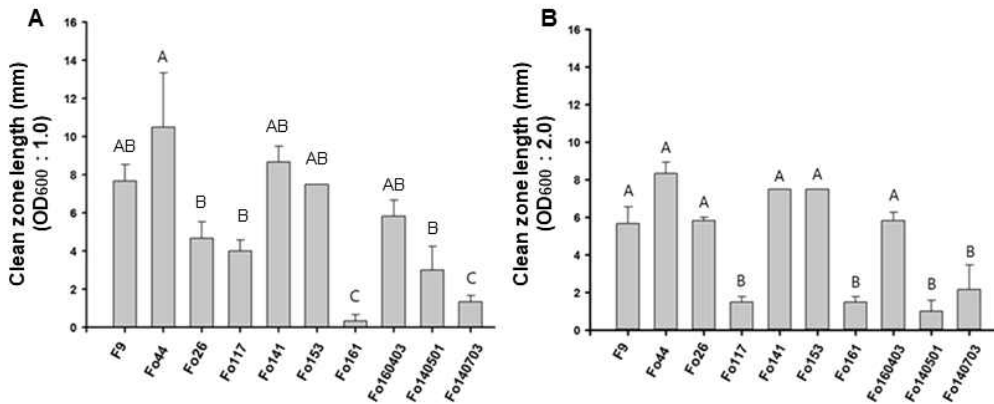 A
Clean zone length (mm)
(OD600 : 1.0)
16
14
12
10
8
6
4
2
0
AB
A
B
B
AB
AB
C
AB
B
C
F9
Fo44
Fo26
Fo117
Fo141
Fo153
Fo161
Fo160403
Fo140501
Fo140703
B
Clean zone length (mm)
(OD600 : 2.0)
16
14
12
10
8
6
4
2
0
A
A
A
B
A
A
B
A
B
B
F9
Fo44
Fo26
Fo117
Fo141
Fo153
Fo161
Fo160403
Fo140501
Fo140703